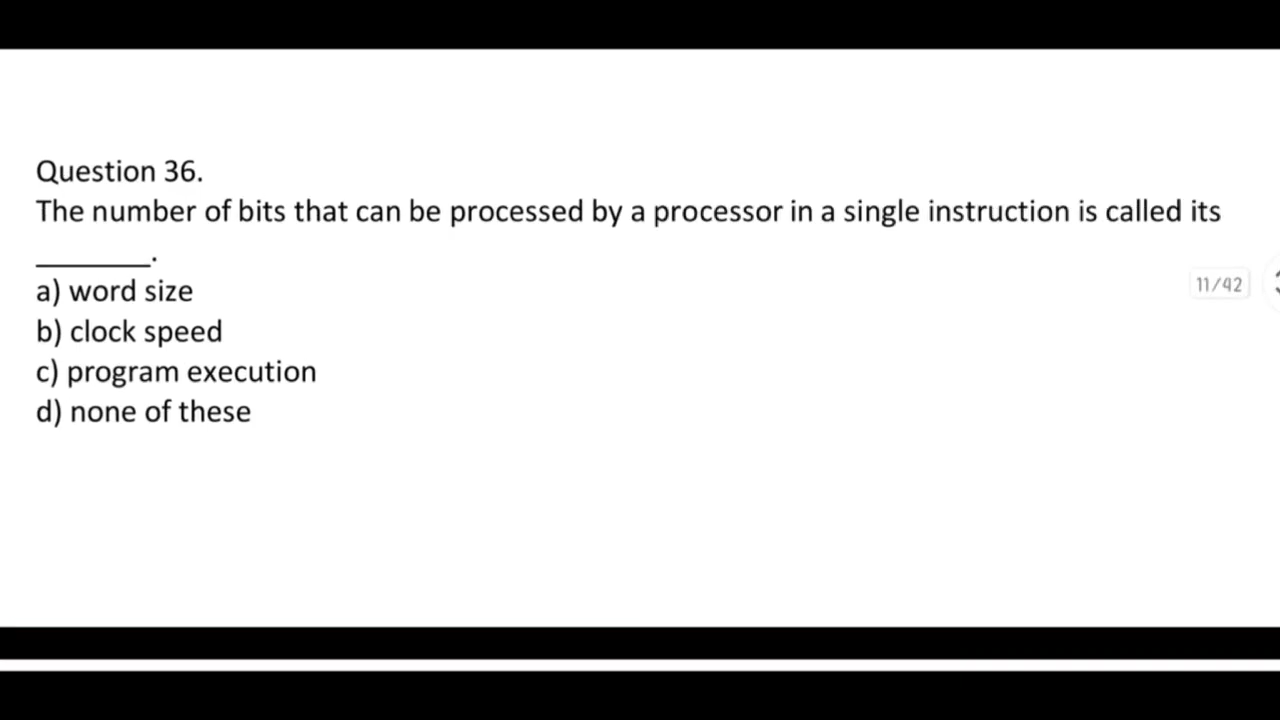 Question 36.
The number of bits that can be processed by a processor in a single instruction is called its
________.
a) word size
11/42
b) clock speed
c) program execution
d) none of these